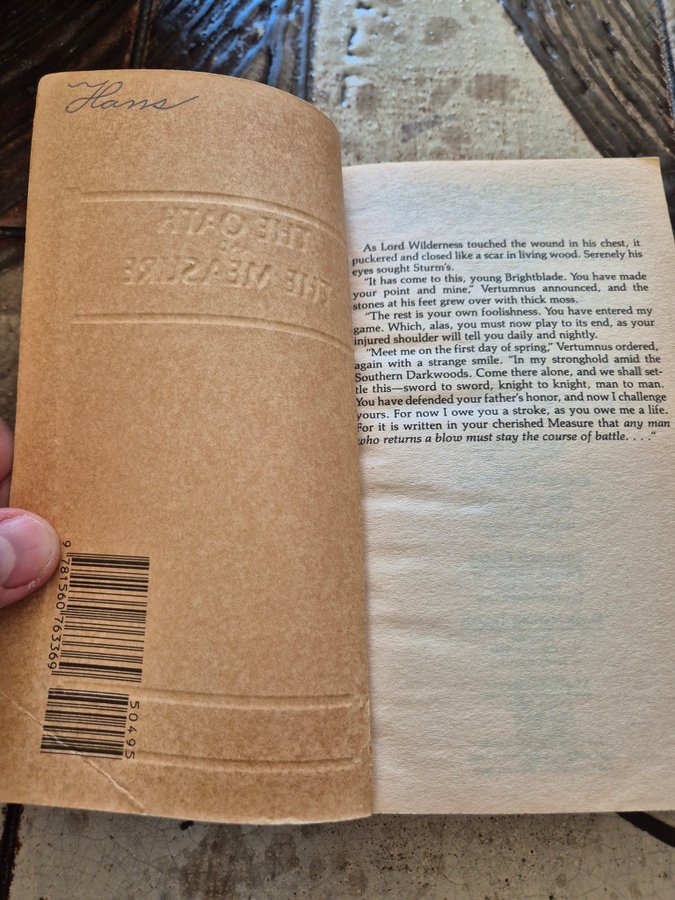 Hans
THE OATH
&
THE MEASURE
9 781560 763369
50495
As Lord Wilderness touched the wound in his chest, it
puckered and closed like a scar in living wood. Serenely his
eyes sought Sturm's.
"It has come to this, young Brightblade. You have made
your point and mine," Vertumnus announced, and the
stones at his feet grew over with thick moss.
"The rest is your own foolishness. You have entered my
game. Which, alas, you must now play to its end, as your
injured shoulder will tell you daily and nightly.
"Meet me on the first day of spring," Vertumnus ordered,
again with a strange smile. "In my stronghold amid the
Southern Darkwoods. Come there alone, and we shall set-
tle this—sword to sword, knight to knight, man to man.
You have defended your father's honor, and now I challenge
yours. For now I owe you a stroke, as you owe me a life.
For it is written in your cherished Measure that any man
who returns a blow must stay the course of battle. . . ."